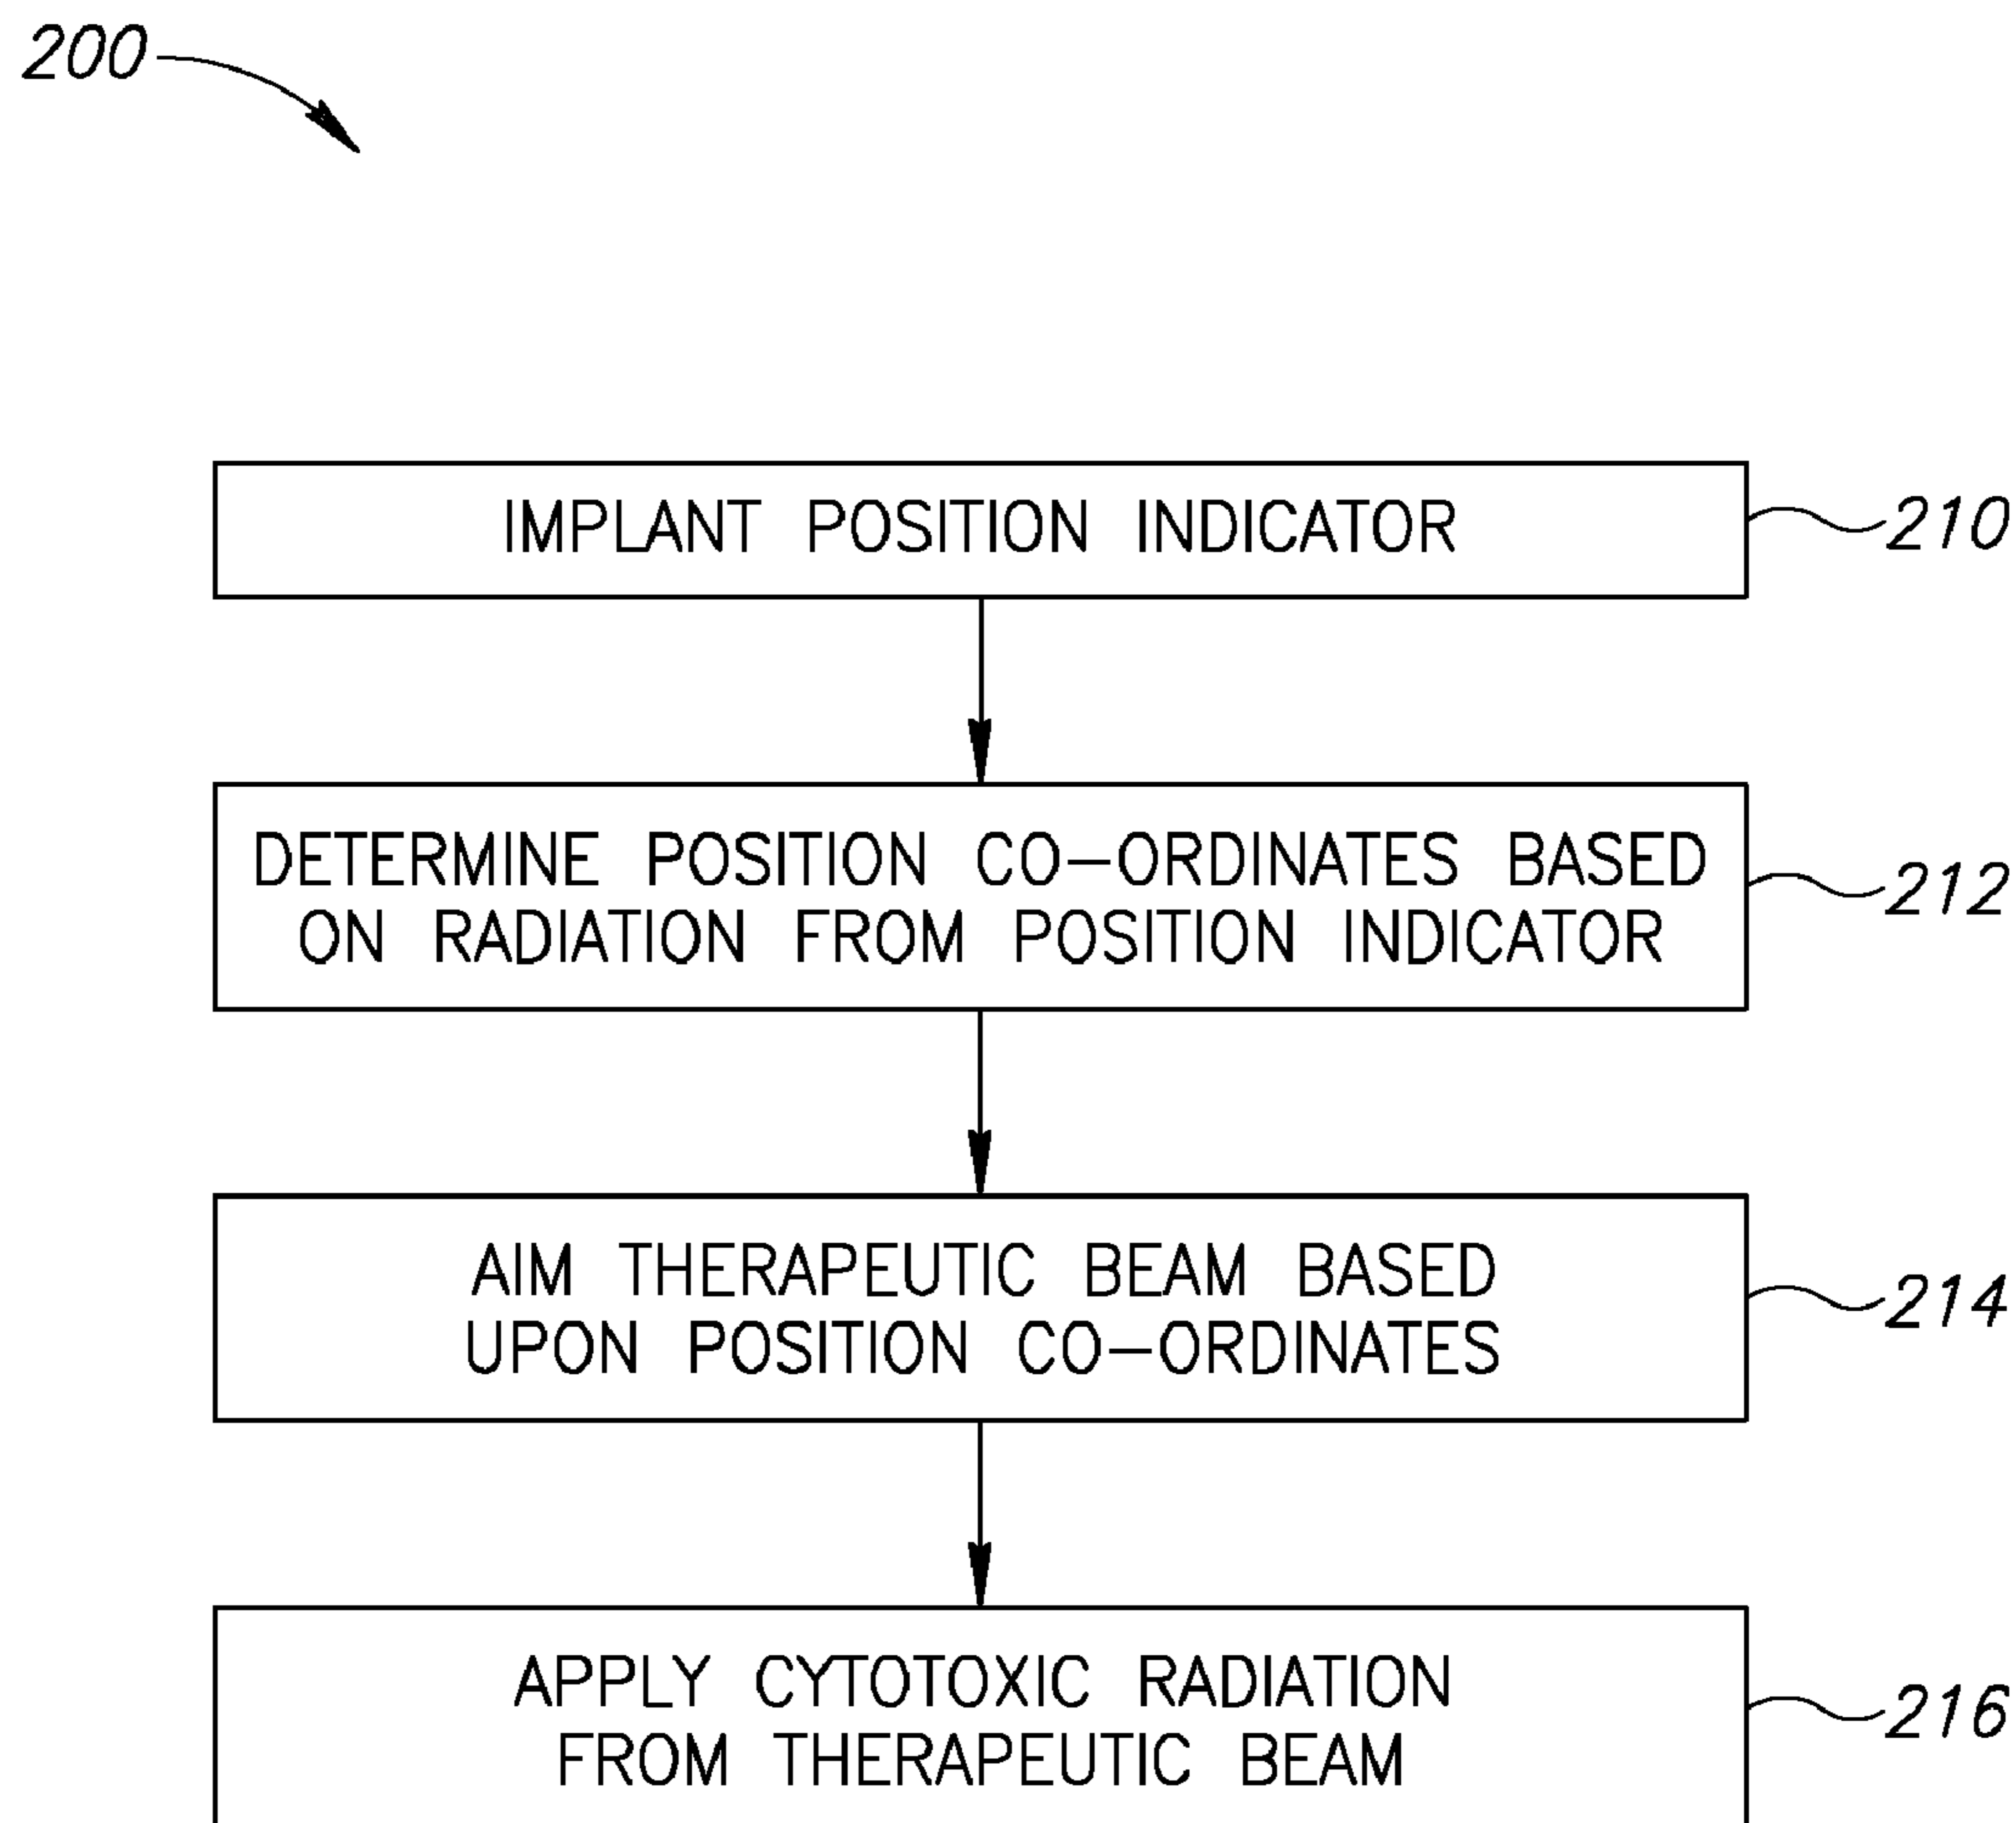 200
IMPLANT POSITION INDICATOR
210
DETERMINE POSITION CO-ORDINATES BASED
ON RADIATION FROM POSITION INDICATOR
212
AIM THERAPEUTIC BEAM BASED
UPON POSITION CO-ORDINATES
214
APPLY CYTOTOXIC RADIATION
FROM THERAPEUTIC BEAM
216